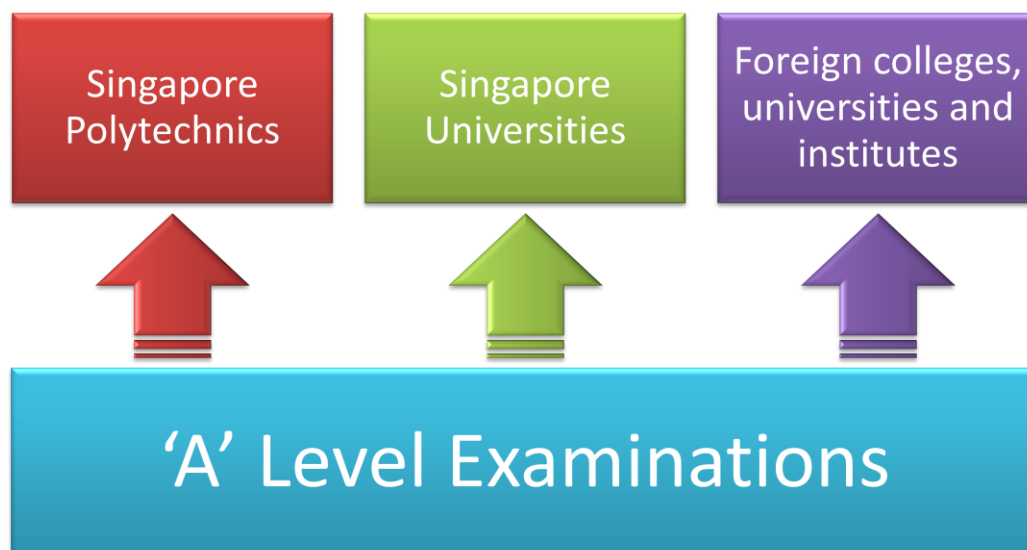 Singapore
Polytechnics
Singapore
Universities
Foreign colleges,
universities and
institutes
‘A’ Level Examinations